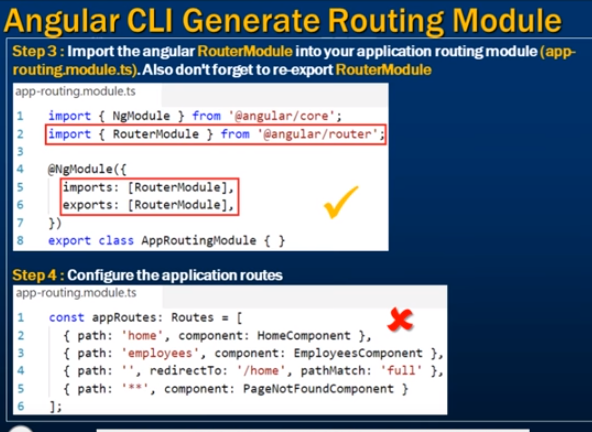 Angular CLI Generate Routing Module
Step 3 : Import the angular RouterModule into your application routing module (app-
routing.module.ts). Also don't forget to re-export RouterModule
app-routing.module.ts
1 import { NgModule } from '@angular/core';
2 import { RouterModule } from '@angular/router';
3
4 @NgModule({
5 imports: [RouterModule],
6 exports: [RouterModule],
7 })
8 export class AppRoutingModule { }
Step 4 : Configure the application routes
app-routing.module.ts
1 const appRoutes: Routes = [
2 { path: 'home', component: HomeComponent },
3 { path: 'employees', component: EmployeesComponent },
4 { path: '', redirectTo: '/home', pathMatch: 'full' },
5 { path: '**', component: PageNotFoundComponent }
6 ];